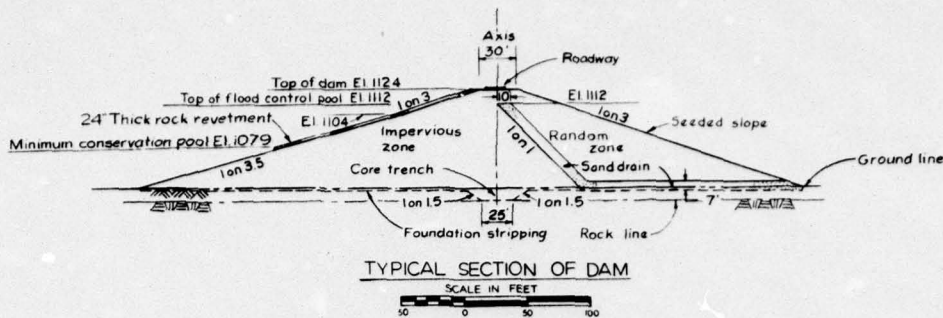 Axis
30'
Roadway
Top of dam El. 1124
Top of flood control pool El. 1112
1 on 3
10'
El. 1112
El. 1104
24" Thick rock revetment
1 on 3
Seeded slope
Minimum conservation pool El. 1079
Impervious
zone
Random
zone
1 on 1
Sand drain
Ground line
1 on 3.5
Core trench
1 on 1.5
25'
1 on 1.5
7'
Foundation stripping
Rock line
TYPICAL SECTION OF DAM
SCALE IN FEET
50 0 50 100